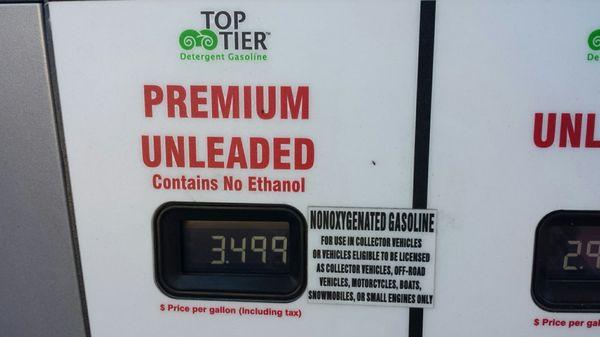 TOP
TIER™
Detergent Gasoline
PREMIUM
UNLEADED
Contains No Ethanol
3.499
$ Price per gallon (including tax)
NONOXYGENATED GASOLINE
FOR USE IN COLLECTOR VEHICLES
OR VEHICLES ELIGIBLE TO BE LICENSED
AS COLLECTOR VEHICLES, OFF-ROAD
VEHICLES, MOTORCYCLES, BOATS,
SNOWMOBILES, OR SMALL ENGINES ONLY
De
UNL
2.9
$ Price per gal